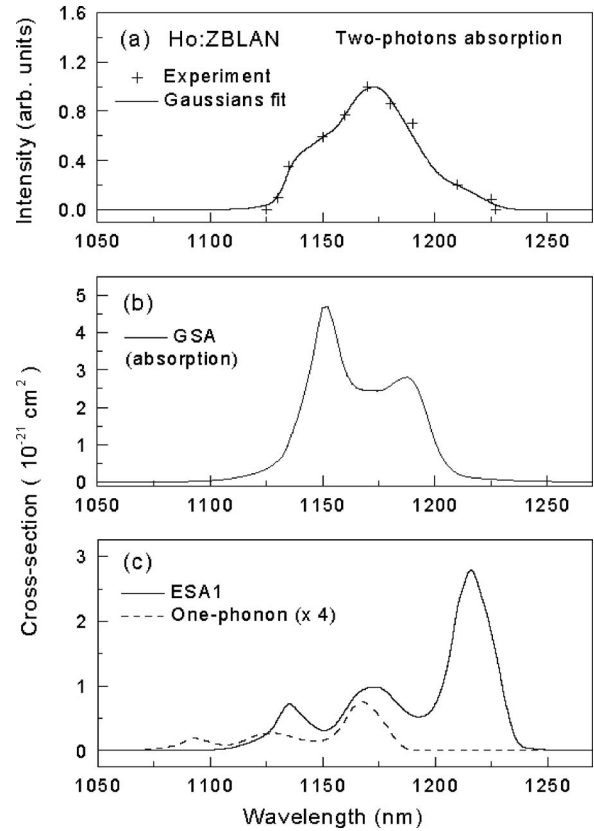 (a) Ho:ZBLAN Two-photons absorption
+ Experiment
Gaussians fit
Intensity (arb. units)
1.6
1.2
0.8
0.4
0.0
1050 1100 1150 1200 1250
(b)
GSA
(absorption)
5
4
3
2
1
0
1050 1100 1150 1200 1250
Cross-section ( 10⁻²¹ cm²)
(c)
ESA1
One-phonon (x 4)
3
2
1
0
1050 1100 1150 1200 1250
Wavelength (nm)